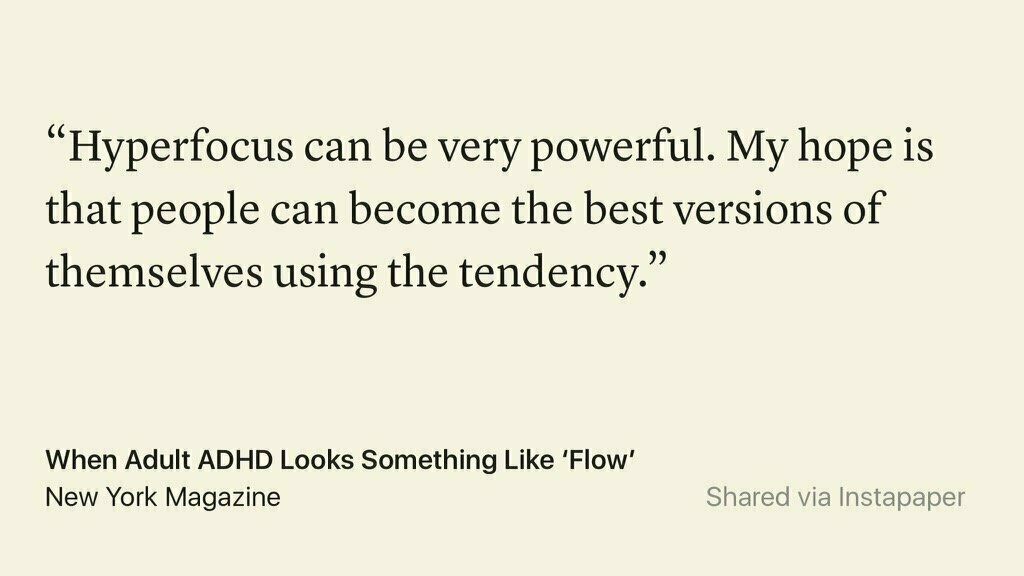 “Hyperfocus can be very powerful. My hope is
that people can become the best versions of
themselves using the tendency.”
When Adult ADHD Looks Something Like ‘Flow’
New York Magazine
Shared via Instapaper